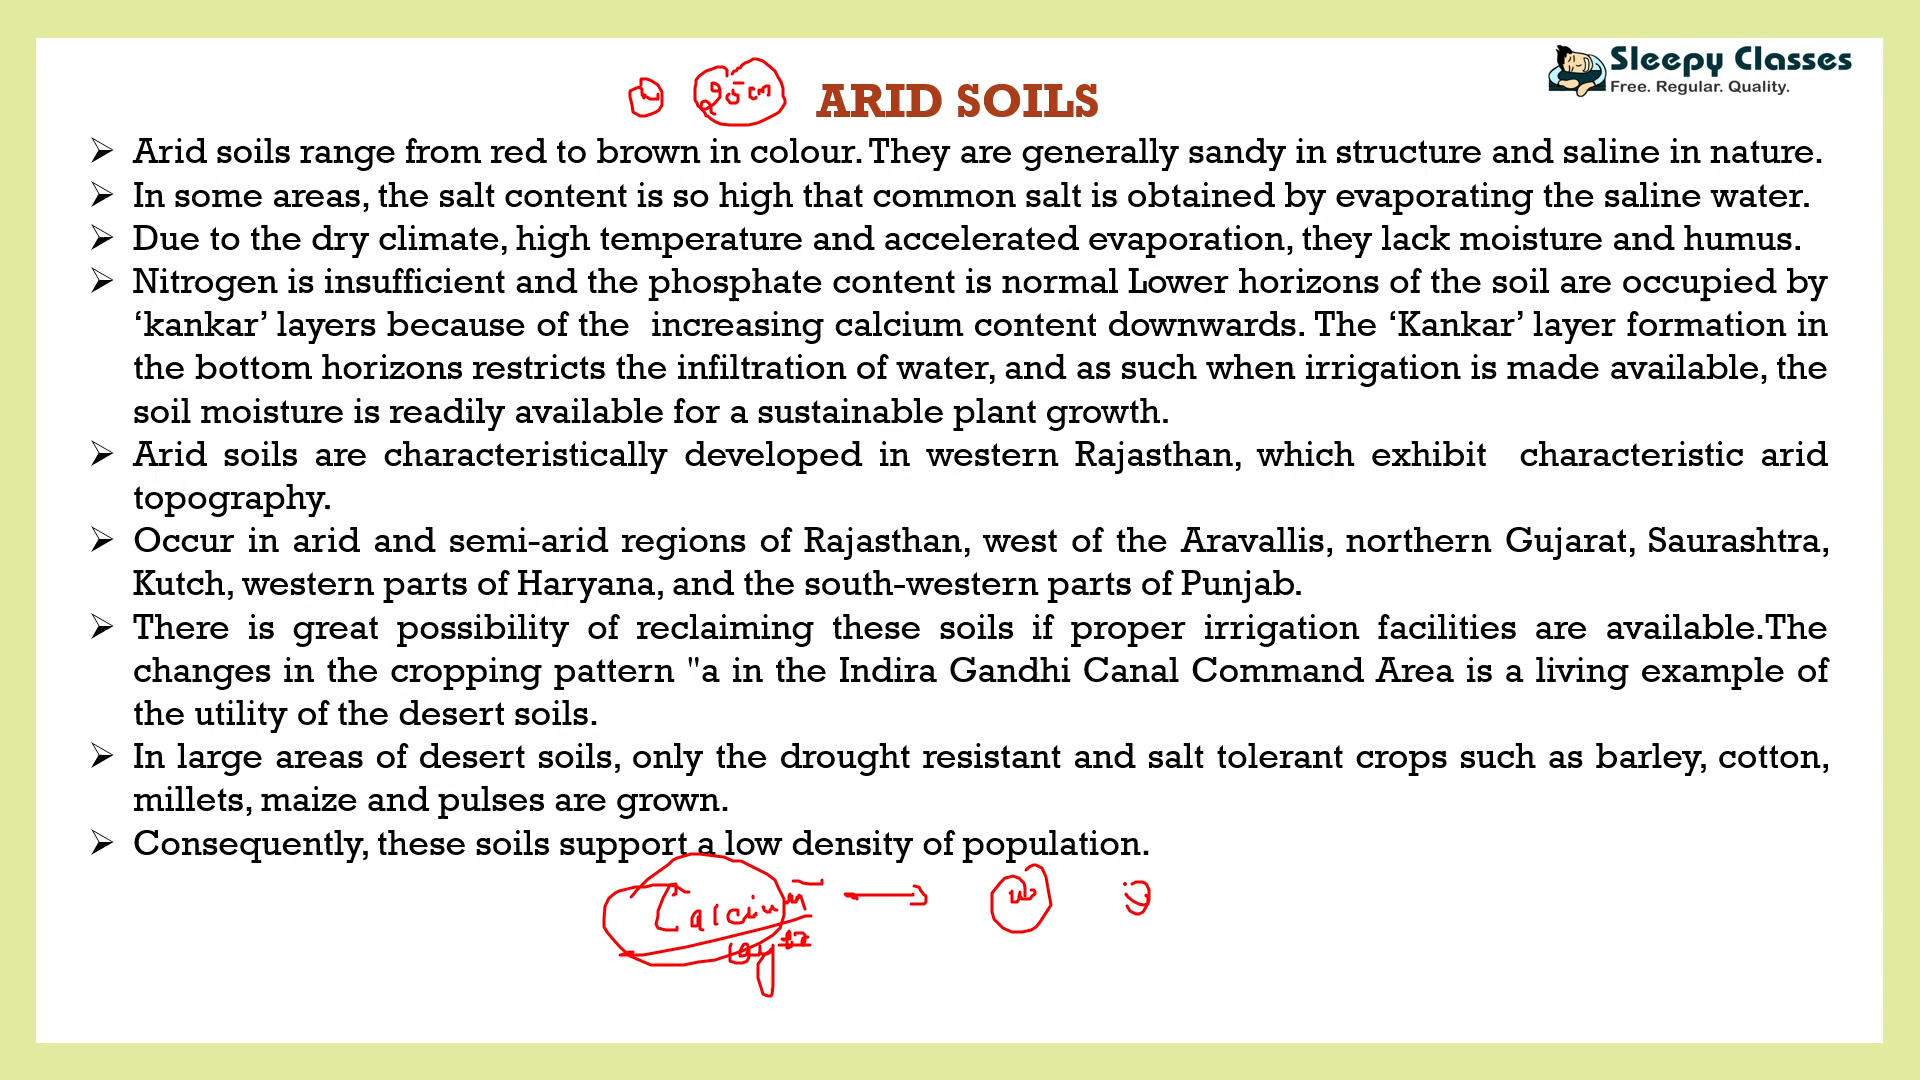 Sleepy Classes
Free. Regular. Quality.
25 cm
ARID SOILS
➢ Arid soils range from red to brown in colour. They are generally sandy in structure and saline in nature.
➢ In some areas, the salt content is so high that common salt is obtained by evaporating the saline water.
➢ Due to the dry climate, high temperature and accelerated evaporation, they lack moisture and humus.
➢ Nitrogen is insufficient and the phosphate content is normal Lower horizons of the soil are occupied by
‘kankar’ layers because of the increasing calcium content downwards. The ‘Kankar’ layer formation in
the bottom horizons restricts the infiltration of water, and as such when irrigation is made available, the
soil moisture is readily available for a sustainable plant growth.
➢ Arid soils are characteristically developed in western Rajasthan, which exhibit characteristic arid
topography.
➢ Occur in arid and semi-arid regions of Rajasthan, west of the Aravallis, northern Gujarat, Saurashtra,
Kutch, western parts of Haryana, and the south-western parts of Punjab.
➢ There is great possibility of reclaiming these soils if proper irrigation facilities are available.The
changes in the cropping pattern "a in the Indira Gandhi Canal Command Area is a living example of
the utility of the desert soils.
➢ In large areas of desert soils, only the drought resistant and salt tolerant crops such as barley, cotton,
millets, maize and pulses are grown.
➢ Consequently, these soils support a low density of population.
Calcium